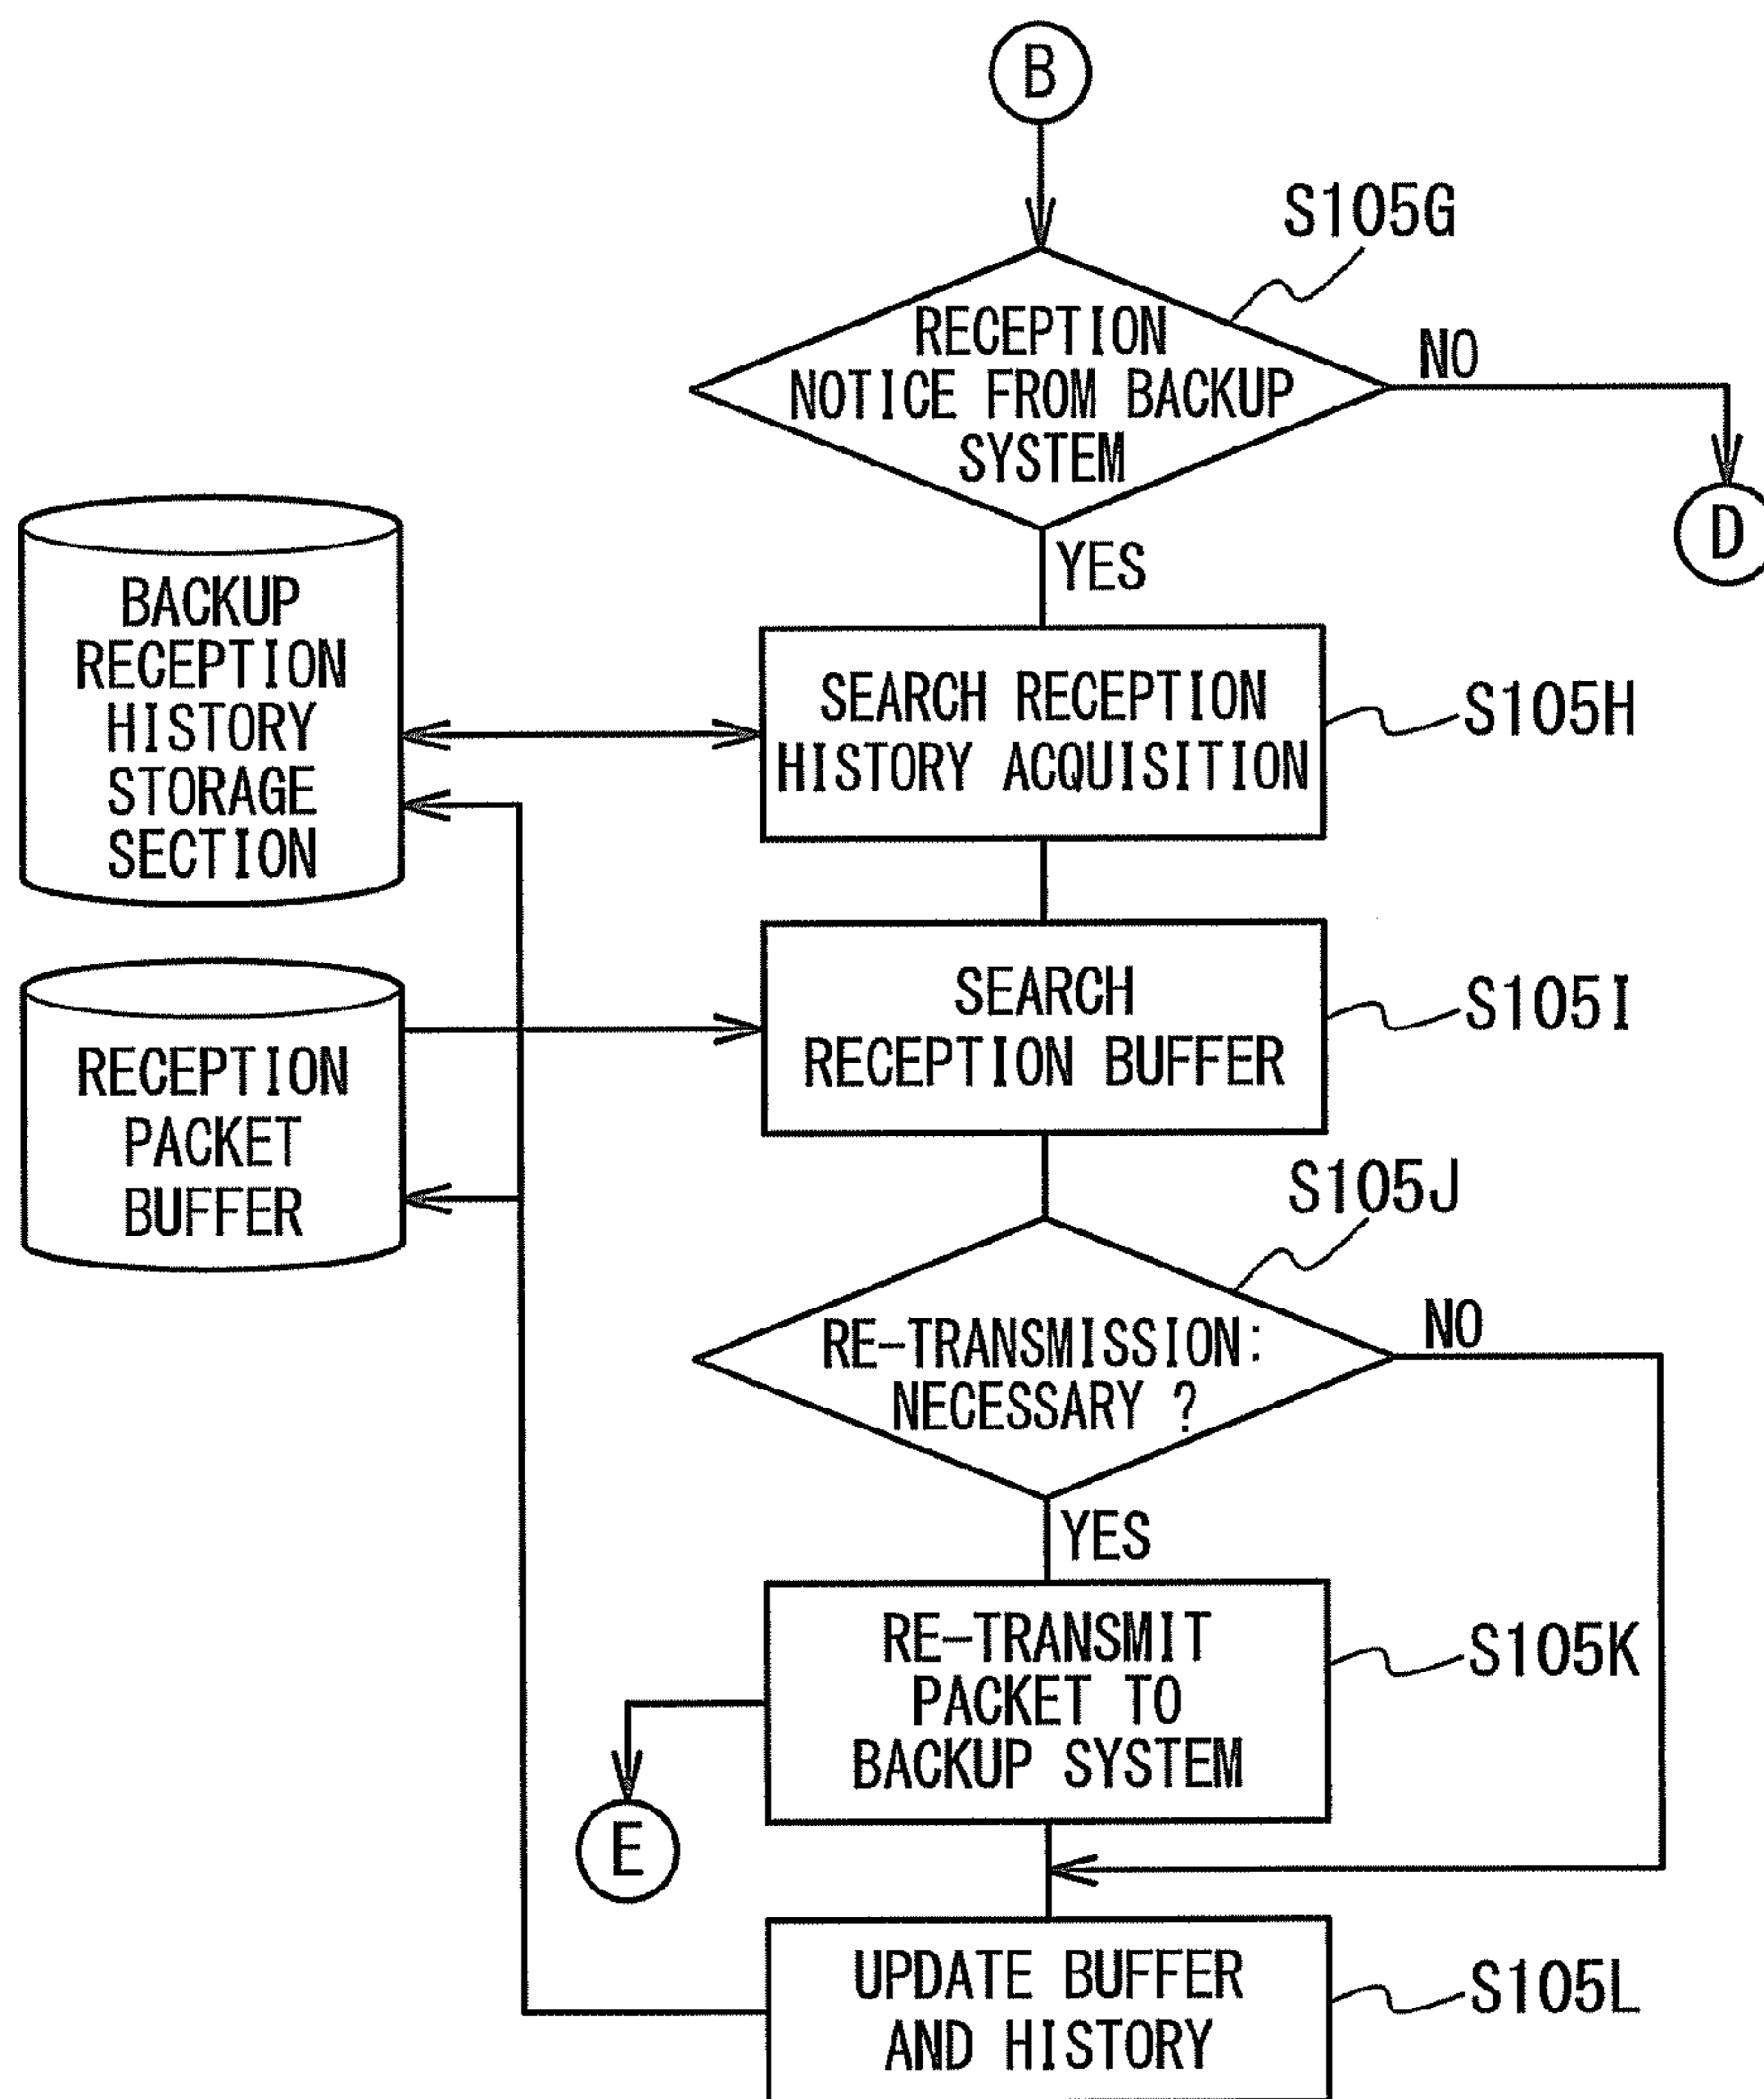 B
S105G
RECEPTION
NOTICE FROM BACKUP
SYSTEM
NO
D
YES
BACKUP
RECEPTION
HISTORY
STORAGE
SECTION
SEARCH RECEPTION
HISTORY ACQUISITION
S105H
RECEPTION
PACKET
BUFFER
SEARCH
RECEPTION BUFFER
S105I
S105J
RE-TRANSMISSION:
NECESSARY ?
NO
YES
RE-TRANSMIT
PACKET TO
BACKUP SYSTEM
S105K
E
UPDATE BUFFER
AND HISTORY
S105L